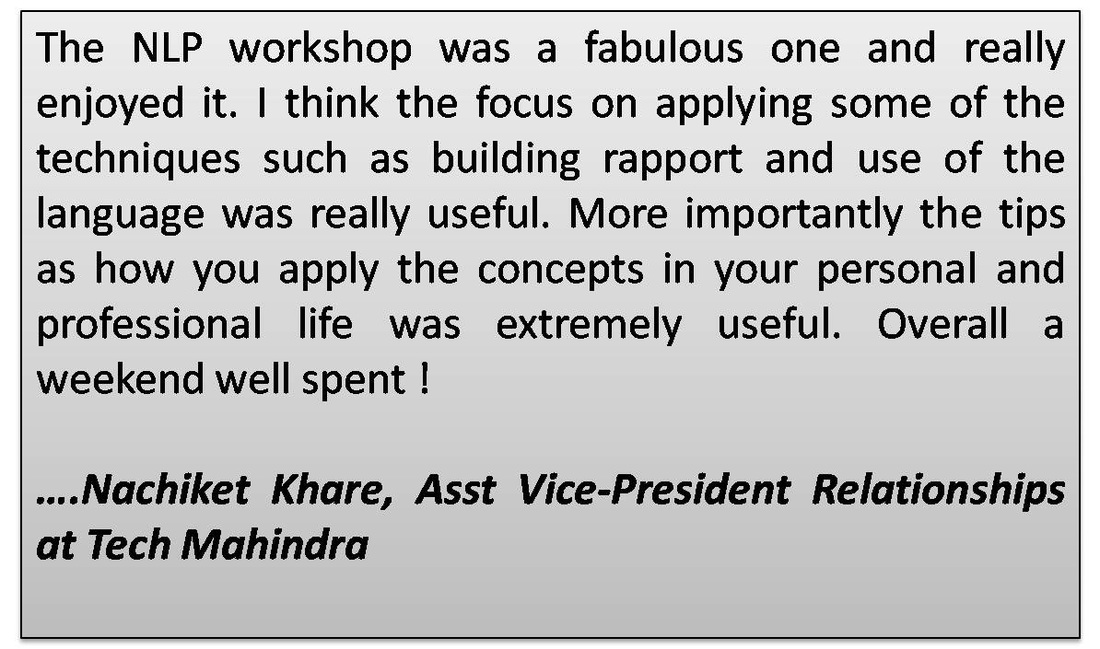 The NLP workshop was a fabulous one and really
enjoyed it. I think the focus on applying some of the
techniques such as building rapport and use of the
language was really useful. More importantly the tips
as how you apply the concepts in your personal and
professional life was extremely useful. Overall a
weekend well spent !
….Nachiket Khare, Asst Vice-President Relationships
at Tech Mahindra